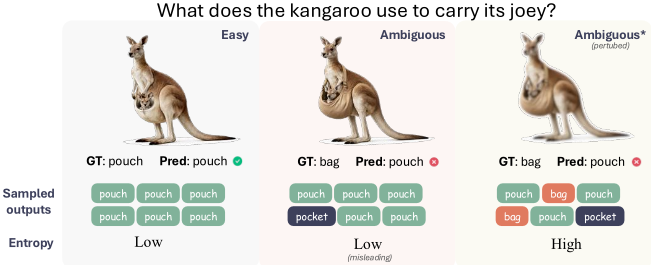 What does the kangaroo use to carry its joey?
Easy
Ambiguous
Ambiguous*
(pertubed)
GT: pouch Pred: pouch
GT: bag Pred: pouch
GT: bag Pred: pouch
Sampled outputs
pouch pouch pouch
pouch pouch pouch
pouch pouch pouch
pocket pouch pouch
pouch bag pouch
bag pouch pocket
Entropy
Low
Low
(misleading)
High